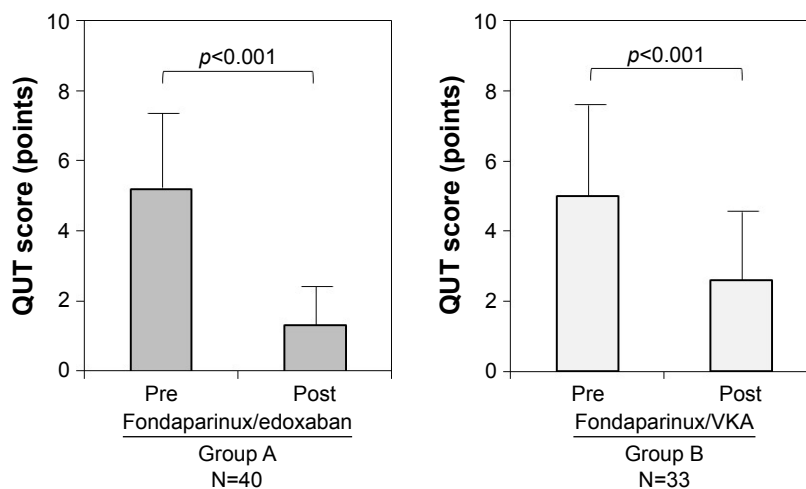 QUT score (points)
10
8
6
4
2
0
p<0.001
Pre
Post
Fondaparinux/edoxaban
Group A
N=40
QUT score (points)
10
8
6
4
2
0
p<0.001
Pre
Post
Fondaparinux/VKA
Group B
N=33